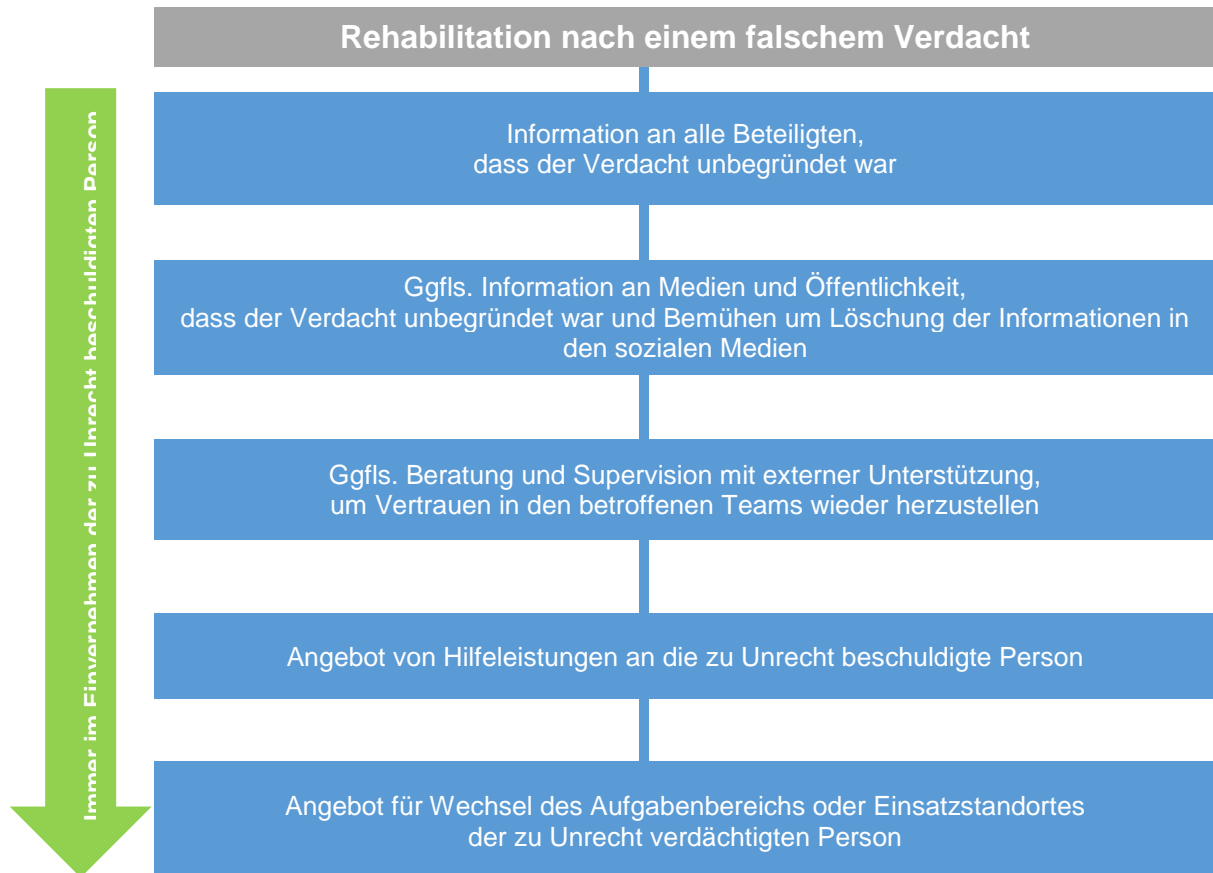 Rehabilitation nach einem falschem Verdacht
Immer im Einvernehmen der zu Unrecht beschuldigten Person
Information an alle Beteiligten,
dass der Verdacht unbegründet war
Ggfls. Information an Medien und Öffentlichkeit,
dass der Verdacht unbegründet war und Bemühen um Löschung der Informationen in
den sozialen Medien
Ggfls. Beratung und Supervision mit externer Unterstützung,
um Vertrauen in den betroffenen Teams wieder herzustellen
Angebot von Hilfeleistungen an die zu Unrecht beschuldigte Person
Angebot für Wechsel des Aufgabenbereichs oder Einsatzstandortes
der zu Unrecht verdächtigten Person